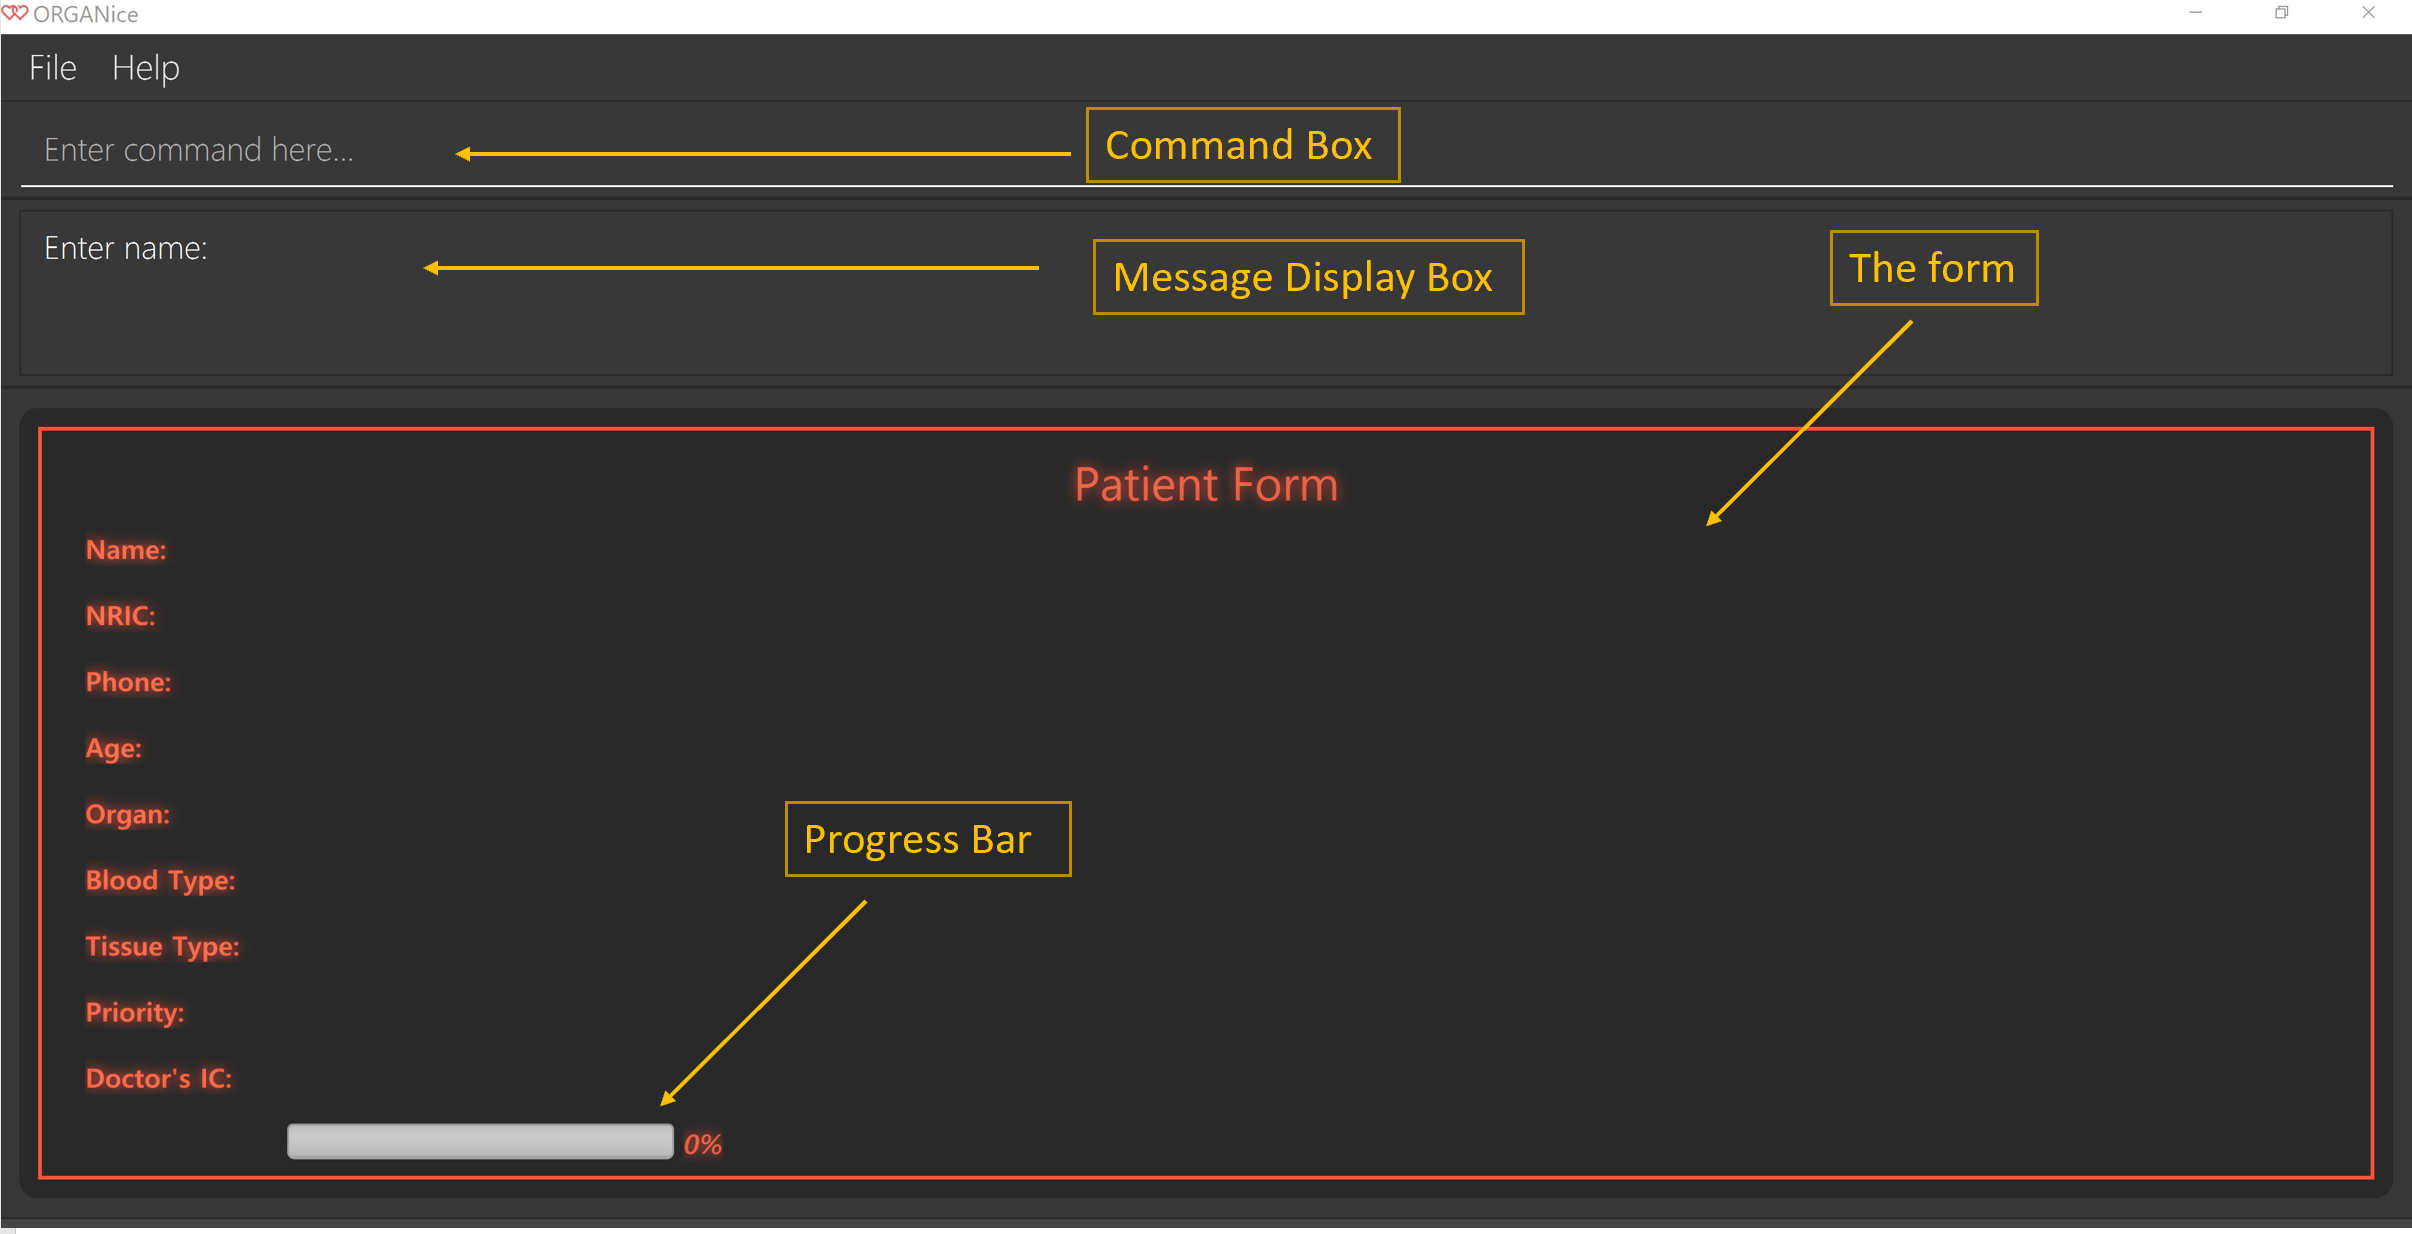 ORGANice
File Help
Enter command here...
Command Box
Enter name:
Message Display Box
The form
Patient Form
Name:
NRIC:
Phone:
Age:
Organ:
Progress Bar
Blood Type:
Tissue Type:
Priority:
Doctor's IC:
0%